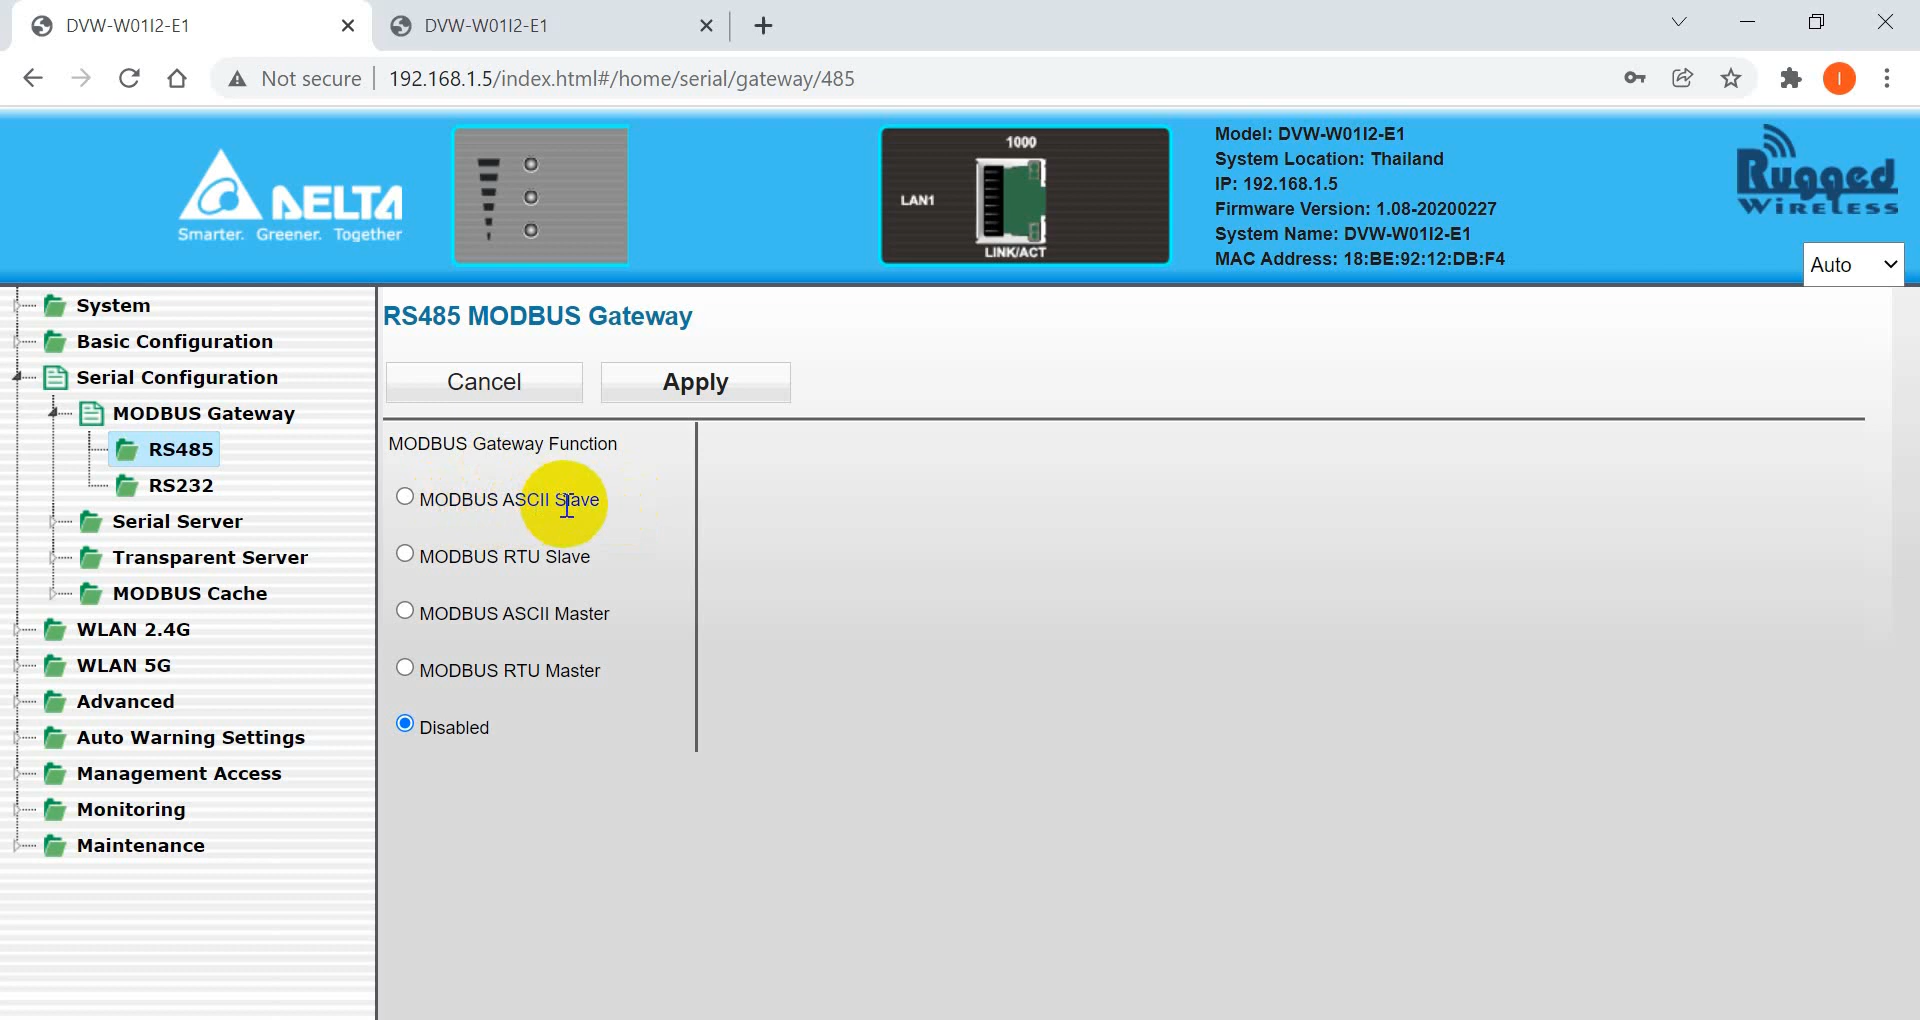 DVW-W01I2-E1
DVW-W01I2-E1
Not secure
192.168.1.5/index.html#/home/serial/gateway/485
I
DELTA
Smarter. Greener. Together
1000
LAN1
LINK/ACT
Model: DVW-W01I2-E1
System Location: Thailand
IP: 192.168.1.5
Firmware Version: 1.08-20200227
System Name: DVW-W01I2-E1
MAC Address: 18:BE:92:12:DB:F4
Rugged
Wireless
Auto
System
Basic Configuration
Serial Configuration
MODBUS Gateway
RS485
RS232
Serial Server
Transparent Server
MODBUS Cache
WLAN 2.4G
WLAN 5G
Advanced
Auto Warning Settings
Management Access
Monitoring
Maintenance
RS485 MODBUS Gateway
Cancel
Apply
MODBUS Gateway Function
MODBUS ASCII Slave
MODBUS RTU Slave
MODBUS ASCII Master
MODBUS RTU Master
Disabled